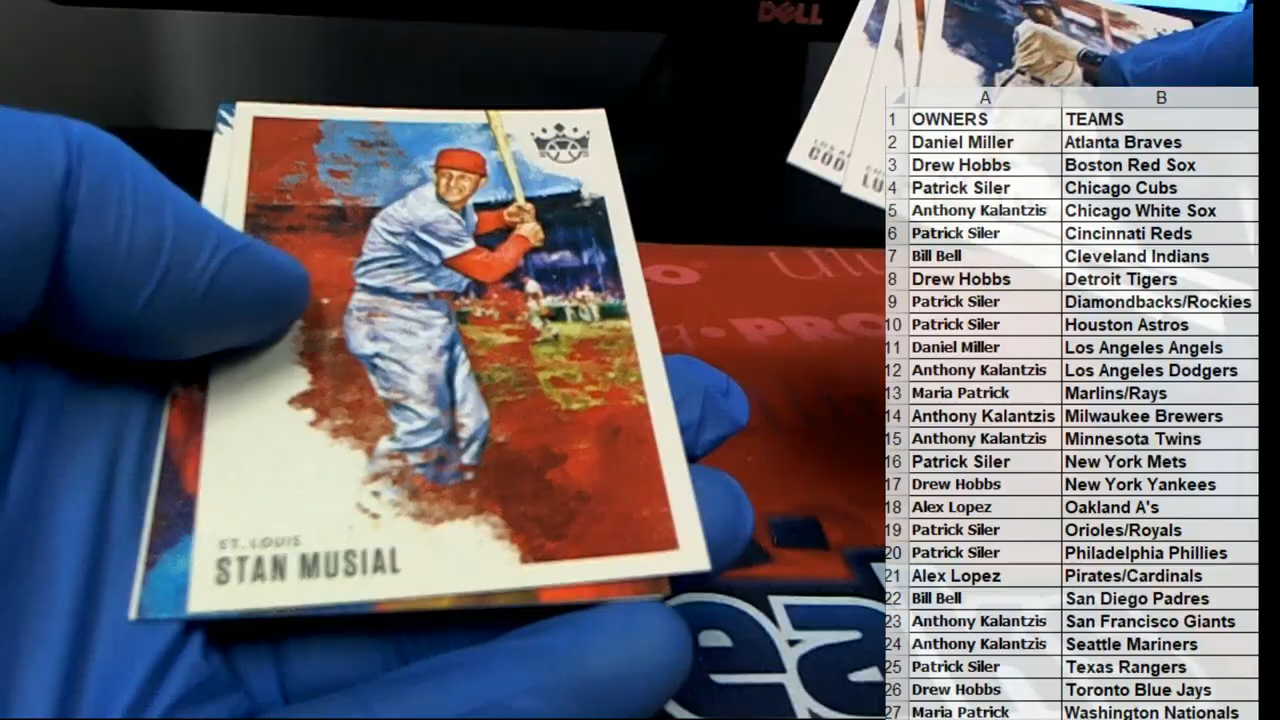 DELL
ST. LOUIS
STAN MUSIAL
A B
1 OWNERS TEAMS
2 Daniel Miller Atlanta Braves
3 Drew Hobbs Boston Red Sox
4 Patrick Siler Chicago Cubs
5 Anthony Kalantzis Chicago White Sox
6 Patrick Siler Cincinnati Reds
7 Bill Bell Cleveland Indians
8 Drew Hobbs Detroit Tigers
9 Patrick Siler Diamondbacks/Rockies
10 Patrick Siler Houston Astros
11 Daniel Miller Los Angeles Angels
12 Anthony Kalantzis Los Angeles Dodgers
13 Maria Patrick Marlins/Rays
14 Anthony Kalantzis Milwaukee Brewers
15 Anthony Kalantzis Minnesota Twins
16 Patrick Siler New York Mets
17 Drew Hobbs New York Yankees
18 Alex Lopez Oakland A's
19 Patrick Siler Orioles/Royals
20 Patrick Siler Philadelphia Phillies
21 Alex Lopez Pirates/Cardinals
22 Bill Bell San Diego Padres
23 Anthony Kalantzis San Francisco Giants
24 Anthony Kalantzis Seattle Mariners
25 Patrick Siler Texas Rangers
26 Drew Hobbs Toronto Blue Jays
27 Maria Patrick Washington Nationals